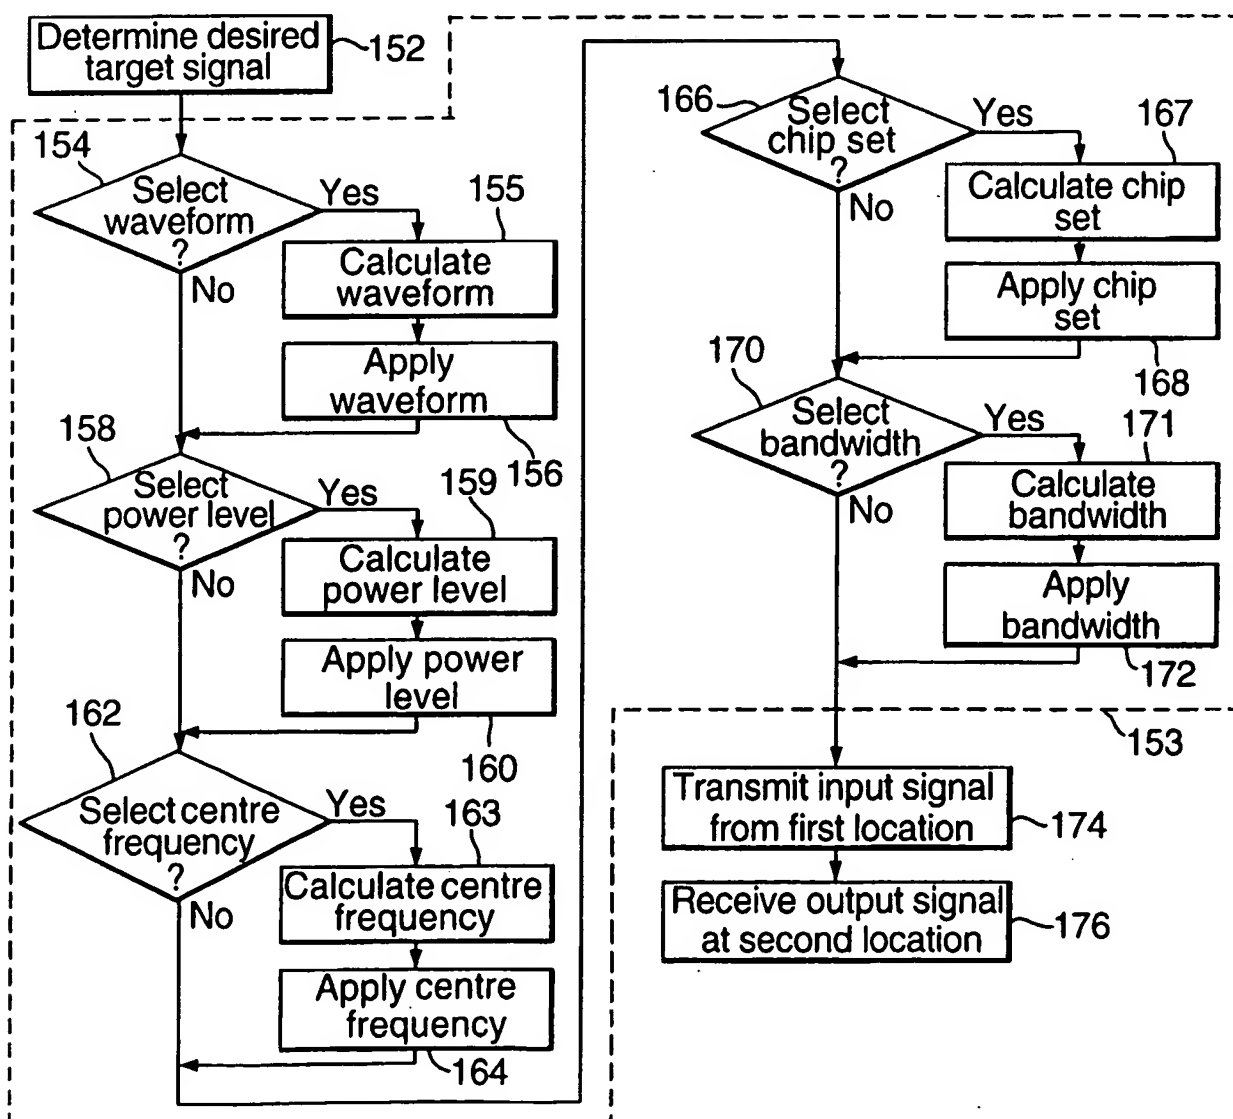 Determine desired
target signal
152
154
Select
waveform
?
Yes
No
155
Calculate
waveform
Apply
waveform
156
158
Select
power level
?
Yes
No
159
Calculate
power level
Apply power
level
160
162
Select centre
frequency
?
Yes
No
163
Calculate centre
frequency
Apply centre
frequency
164
166
Select
chip set
?
Yes
No
167
Calculate chip
set
Apply chip
set
168
170
Select
bandwidth
?
Yes
No
171
Calculate
bandwidth
Apply
bandwidth
172
153
Transmit input signal
from first location
174
Receive output signal
at second location
176